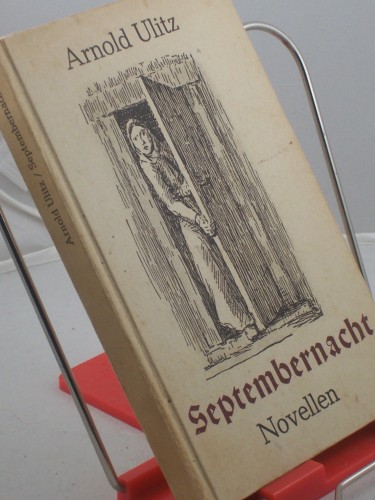 Arnold Ulitz
Septembernacht
Novellen
Arnold Ulitz / Septembernacht